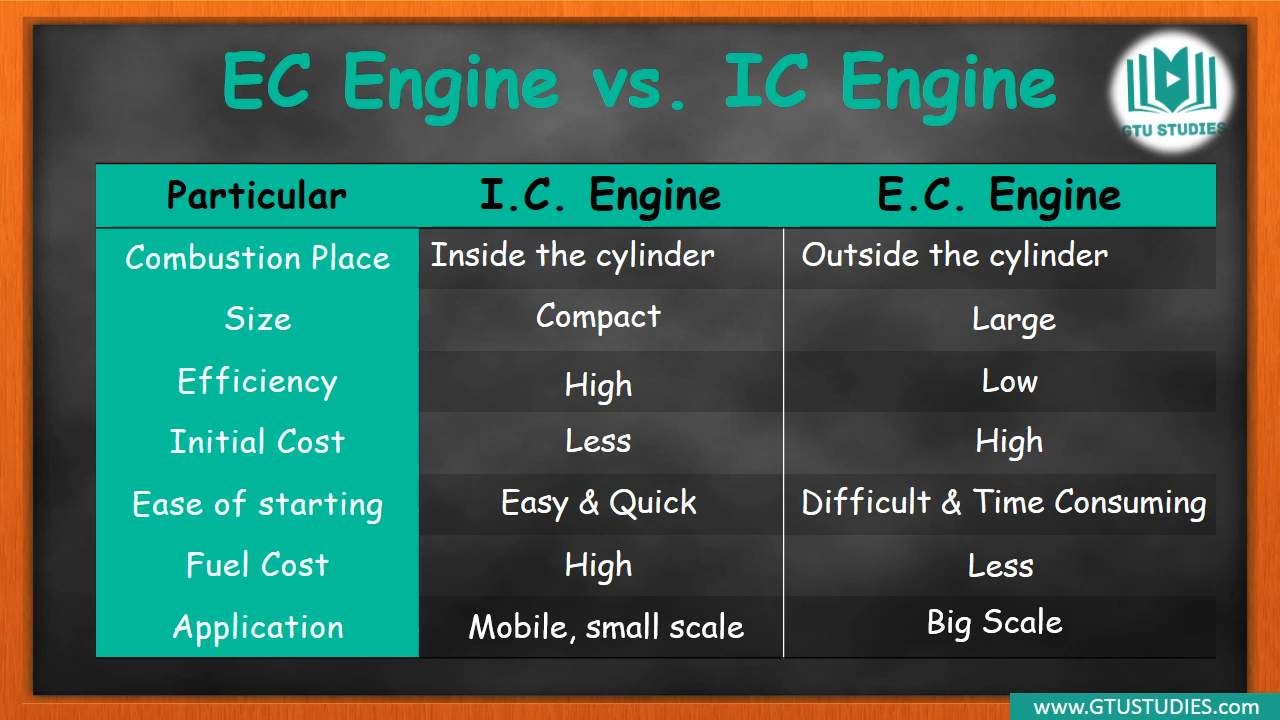 EC Engine vs. IC Engine
GTU STUDIES
Particular I.C. Engine E.C. Engine
Combustion Place Inside the cylinder Outside the cylinder
Size Compact Large
Efficiency High Low
Initial Cost Less High
Ease of starting Easy & Quick Difficult & Time Consuming
Fuel Cost High Less
Application Mobile, small scale Big Scale
www.GTUSTUDIES.com